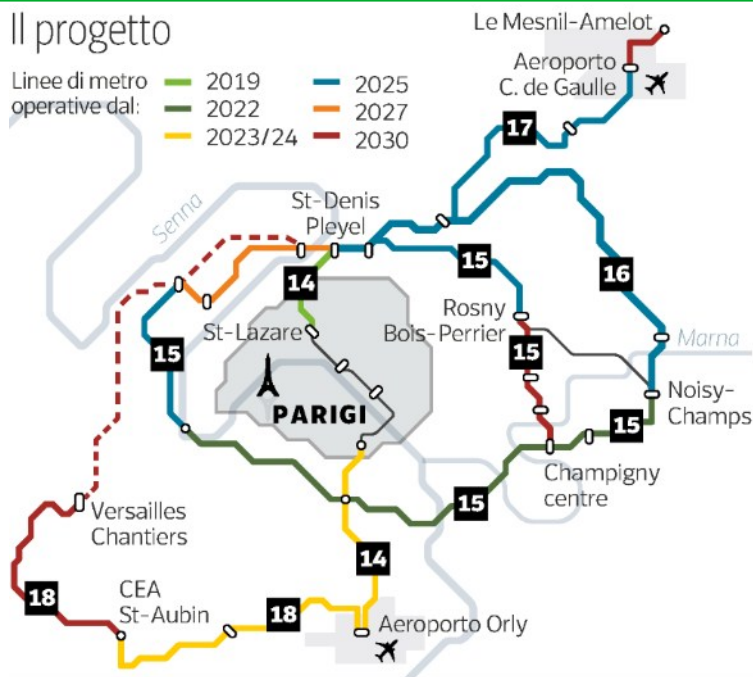 Il progetto
Linee di metro
operative dal:
2019
2022
2023/24
2025
2027
2030
Le Mesnil-Amelot
Aeroporto
C. de Gaulle
17
Senna
St-Denis
Pleyel
14
15
16
St-Lazare
Rosny
Bois-Perrier
15
15
Marna
PARIGI
Noisy-
Champs
15
Champigny
centre
15
Versailles
Chantiers
14
18
CEA
St-Aubin
18
Aeroporto Orly